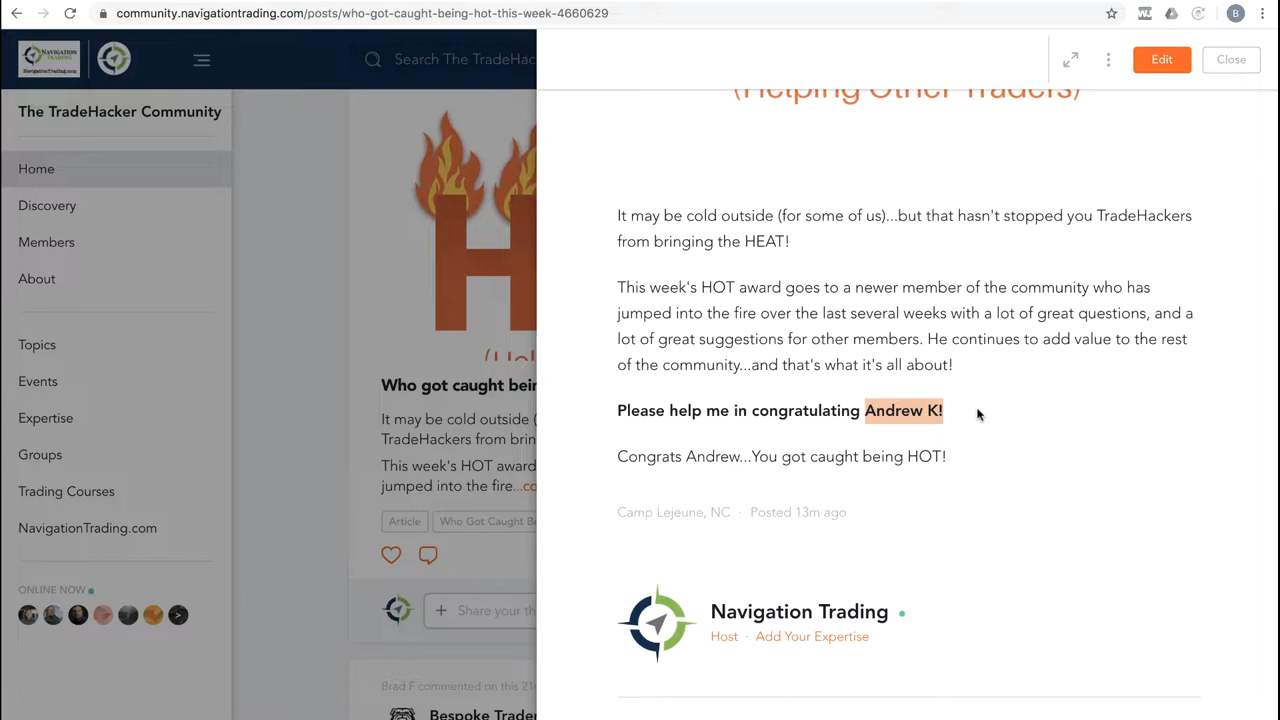 community.navigationtrading.com/posts/who-got-caught-being-hot-this-week-4660629
B
NAVIGATION
TRADING
NavigationTrading.com
Search The TradeHac
Edit
Close
The TradeHacker Community
Home
Discovery
Members
About
Topics
Events
Expertise
Groups
Trading Courses
NavigationTrading.com
ONLINE NOW
H
(Hel
Who got caught bein
It may be cold outside (
TradeHackers from brin
This week's HOT award
jumped into the fire...co
Article
Who Got Caught Be
+ Share your th
Brad F commented on this 21
Bespoke Trader
(Helping Other Traders)
It may be cold outside (for some of us)...but that hasn't stopped you TradeHackers
from bringing the HEAT!
This week's HOT award goes to a newer member of the community who has
jumped into the fire over the last several weeks with a lot of great questions, and a
lot of great suggestions for other members. He continues to add value to the rest
of the community...and that's what it's all about!
Please help me in congratulating Andrew K!
Congrats Andrew...You got caught being HOT!
Camp Lejeune, NC · Posted 13m ago
Navigation Trading
Host · Add Your Expertise